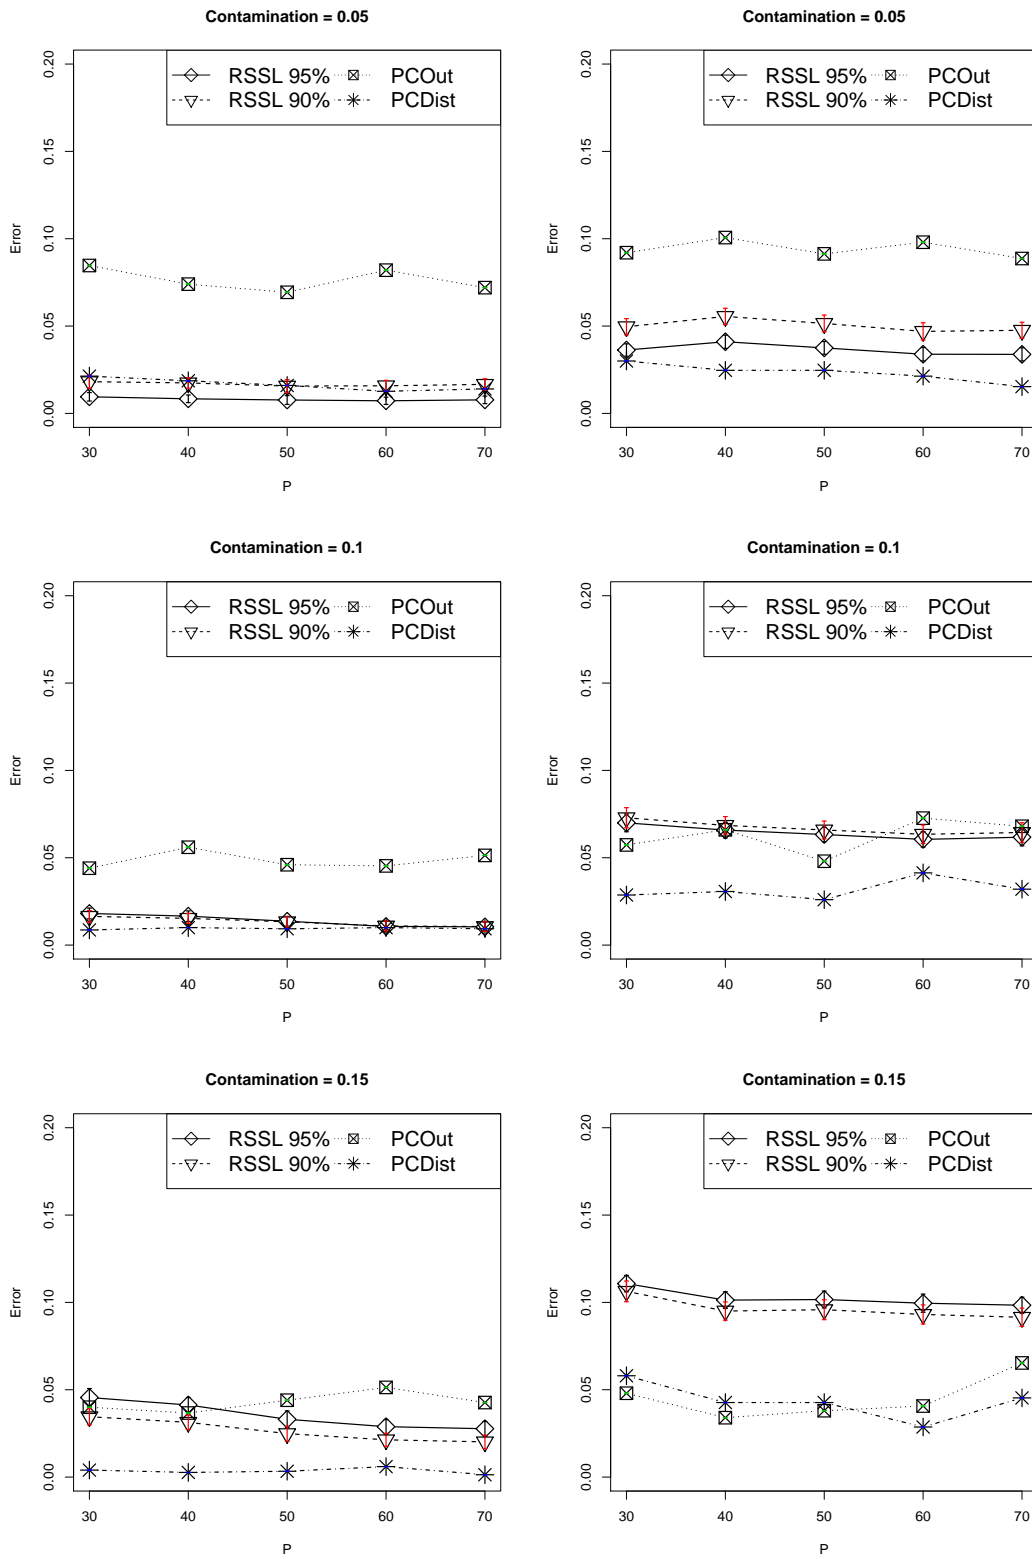 Contamination = 0.05
0.20
0.15
0.10
0.05
0.00
Error
RSSL 95%
PCOut
RSSL 90%
PCDist
30
40
50
60
70
P
Contamination = 0.05
0.20
0.15
0.10
0.05
0.00
Error
RSSL 95%
PCOut
RSSL 90%
PCDist
30
40
50
60
70
P
Contamination = 0.1
0.20
0.15
0.10
0.05
0.00
Error
RSSL 95%
PCOut
RSSL 90%
PCDist
30
40
50
60
70
P
Contamination = 0.1
0.20
0.15
0.10
0.05
0.00
Error
RSSL 95%
PCOut
RSSL 90%
PCDist
30
40
50
60
70
P
Contamination = 0.15
0.20
0.15
0.10
0.05
0.00
Error
RSSL 95%
PCOut
RSSL 90%
PCDist
30
40
50
60
70
P
Contamination = 0.15
0.20
0.15
0.10
0.05
0.00
Error
RSSL 95%
PCOut
RSSL 90%
PCDist
30
40
50
60
70
P